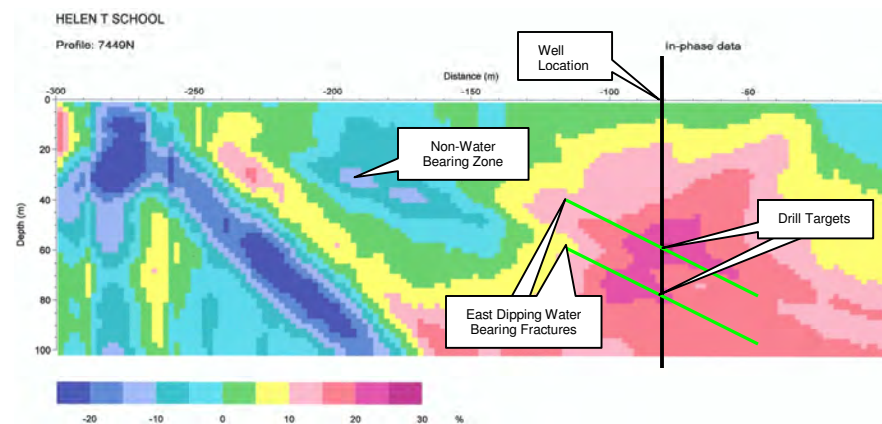 HELEN T SCHOOL
Profile: 7449N
Well
Location
in-phase data
Distance (m)
-300 -250 -200 -150 -100 -50
0
20
40
60
80
100
Depth (m)
Non-Water
Bearing Zone
Drill Targets
East Dipping Water
Bearing Fractures
-20 -10 0 10 20 30 %